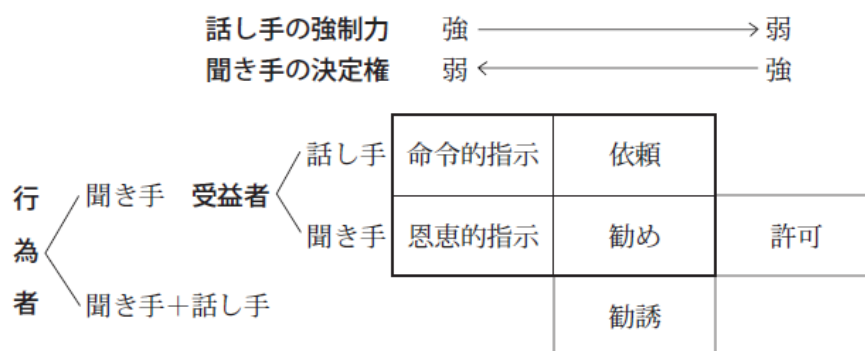 話し手の強制力 強 弱
聞き手の決定権 弱 強
話し手 命令的指示 依頼
行為者 聞き手 受益者
聞き手 恩恵的指示 勧め 許可
聞き手+話し手
勧誘